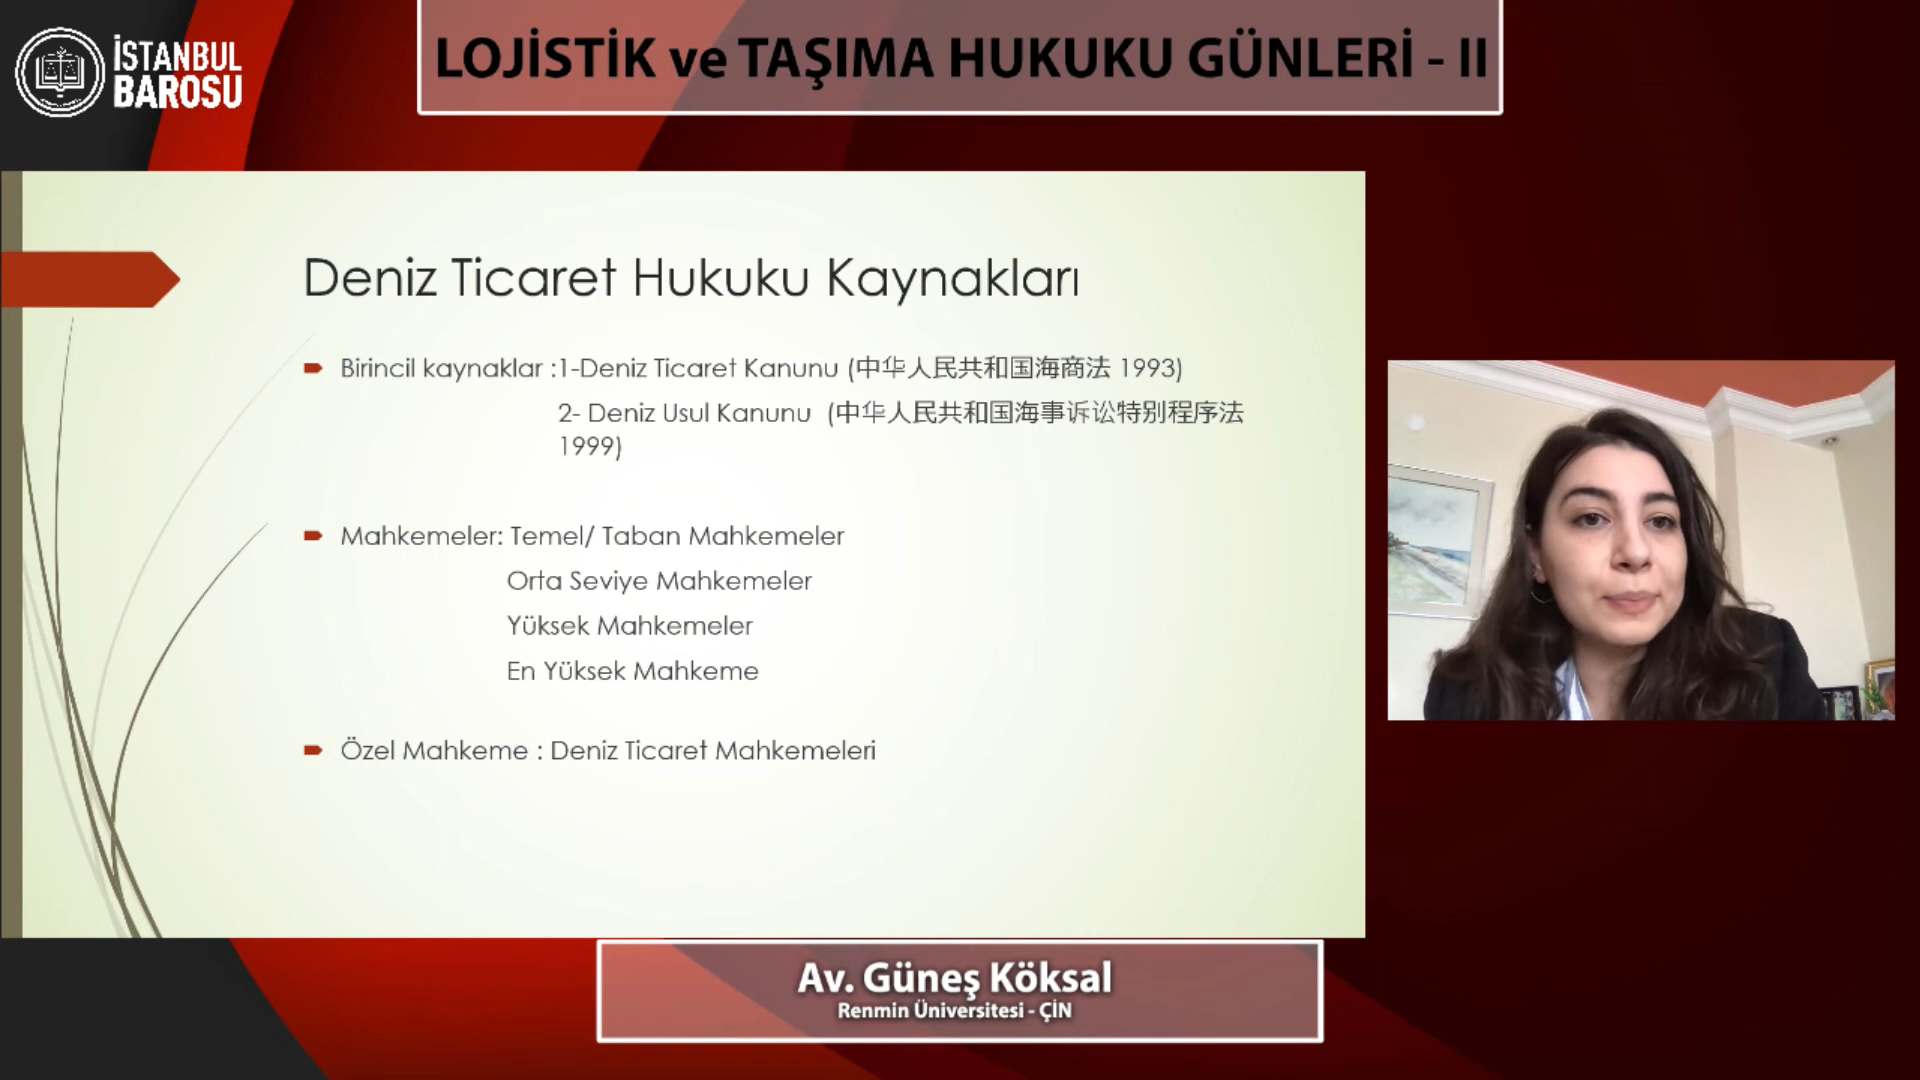 İSTANBUL
BAROSU
LOJİSTİK ve TAŞIMA HUKUKU GÜNLERİ - II
Deniz Ticaret Hukuku Kaynakları
Birincil kaynaklar :1-Deniz Ticaret Kanunu (中华人民共和国海商法 1993)
2- Deniz Usul Kanunu (中华人民共和国海事诉讼特别程序法
1999)
Mahkemeler: Temel/ Taban Mahkemeler
Orta Seviye Mahkemeler
Yüksek Mahkemeler
En Yüksek Mahkeme
Özel Mahkeme : Deniz Ticaret Mahkemeleri
Av. Güneş Köksal
Renmin Üniversitesi - ÇİN